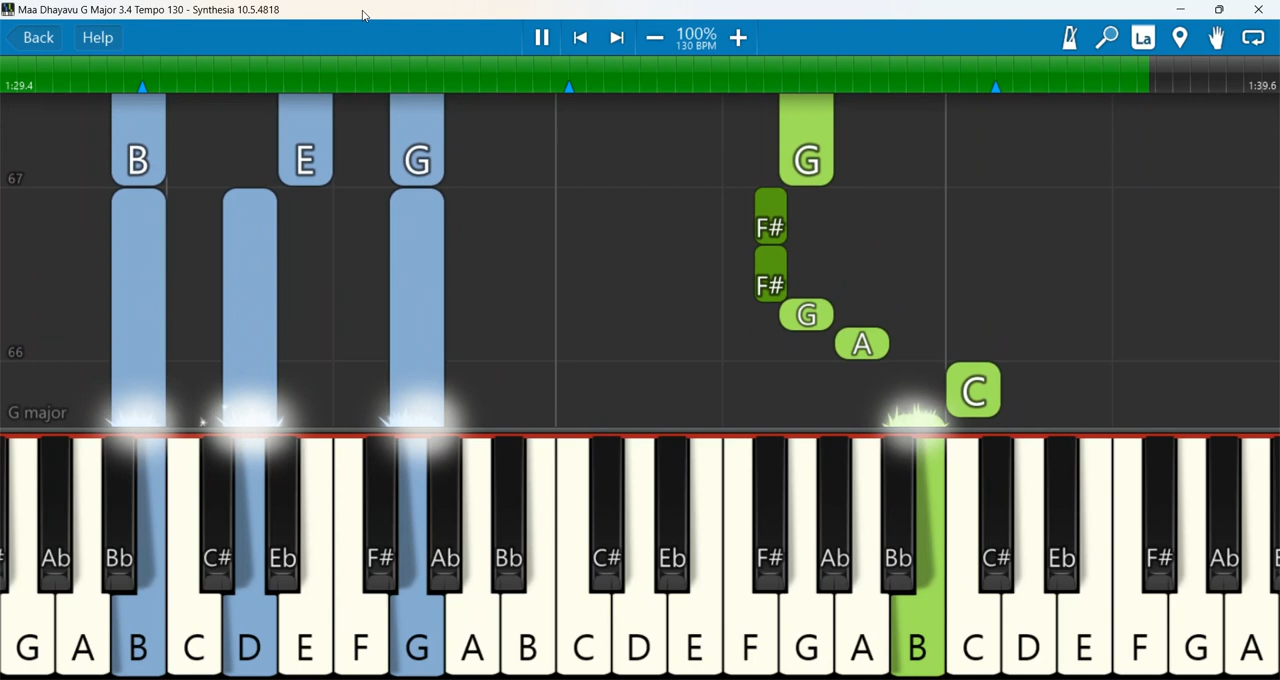 Maa Dhayavu G Major 3.4 Tempo 130 - Synthesia 10.5.4818
Back Help 100% La
130 BPM
1:29.4 1:39.6
B E G G
67
F#
F#
G
A
66
C
G major
Ab Bb C# Eb F# Ab Bb C# Eb F# Ab Bb C# Eb F# Ab
G A B C D E F G A B C D E F G A B C D E F G A